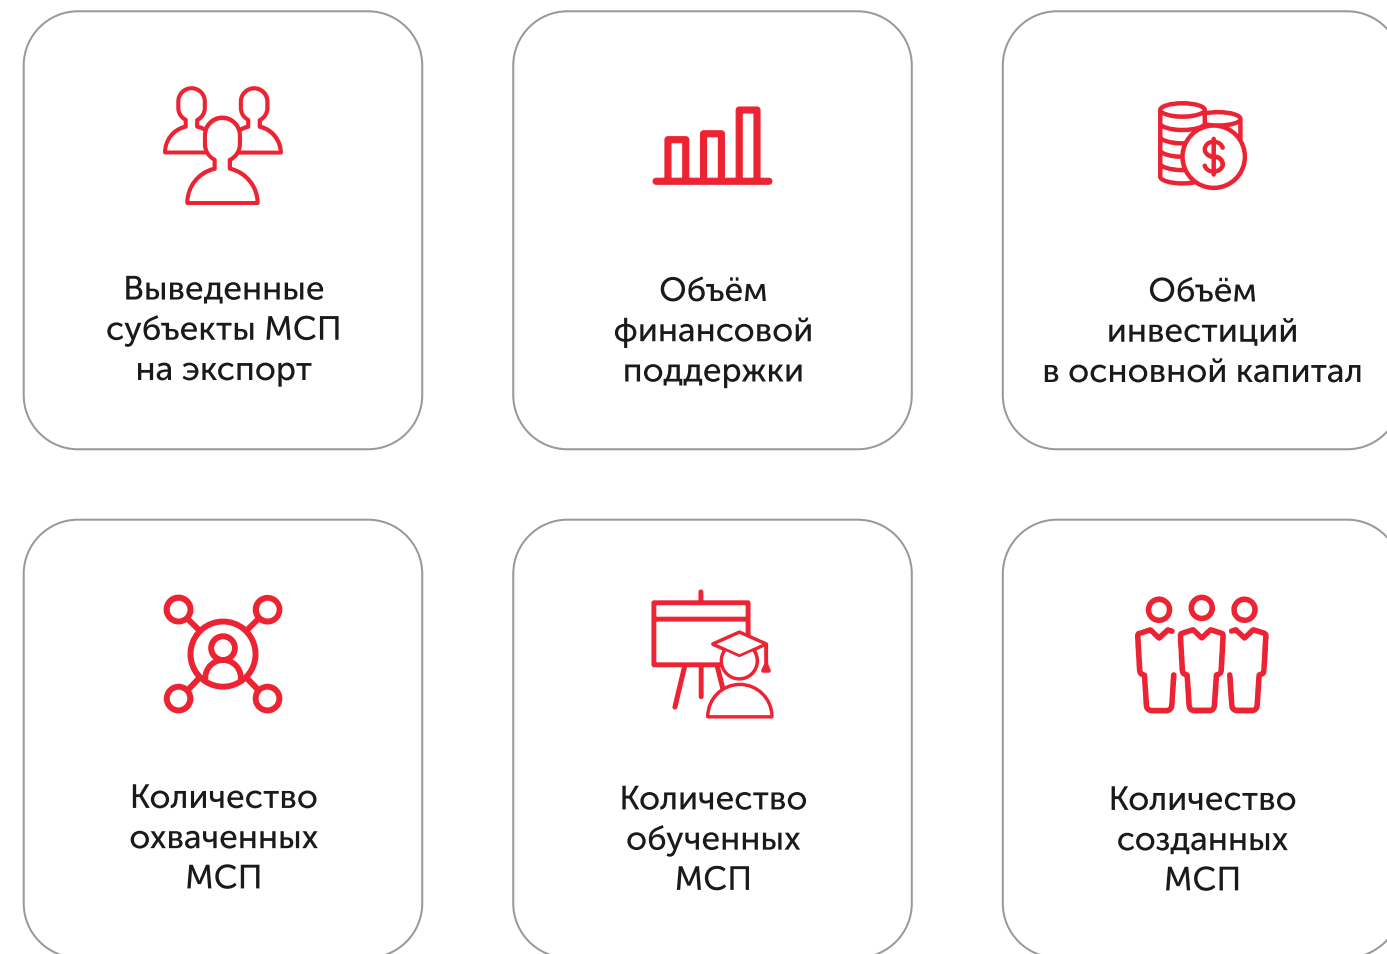 Выведенные
субъекты МСП
на экспорт
Объём
финансовой
поддержки
$
Объём
инвестиций
в основной капитал
Количество
охваченных
МСП
Количество
обученных
МСП
Количество
созданных
МСП